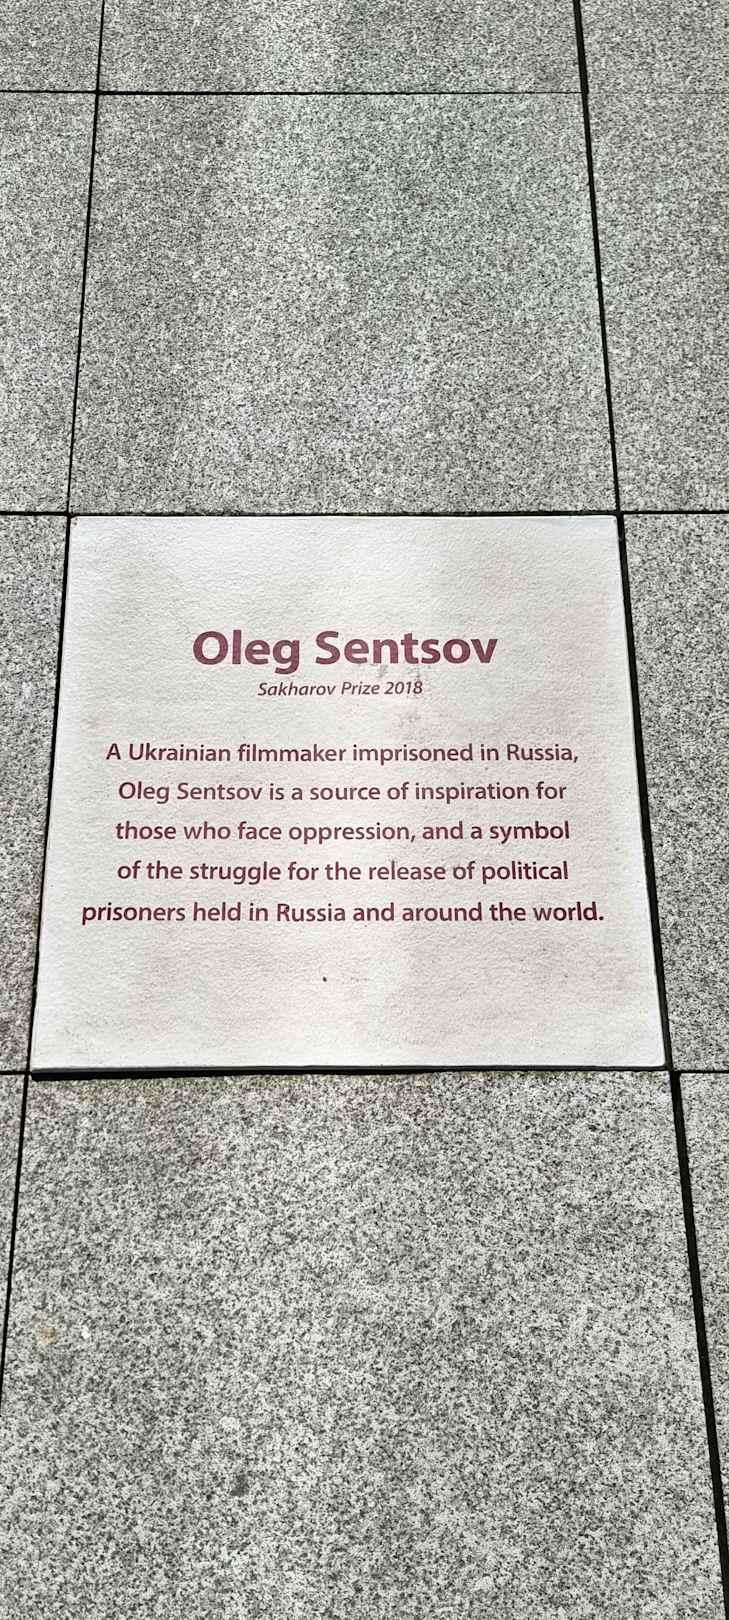 Oleg Sentsov
Sakharov Prize 2018
A Ukrainian filmmaker imprisoned in Russia,
Oleg Sentsov is a source of inspiration for
those who face oppression, and a symbol
of the struggle for the release of political
prisoners held in Russia and around the world.